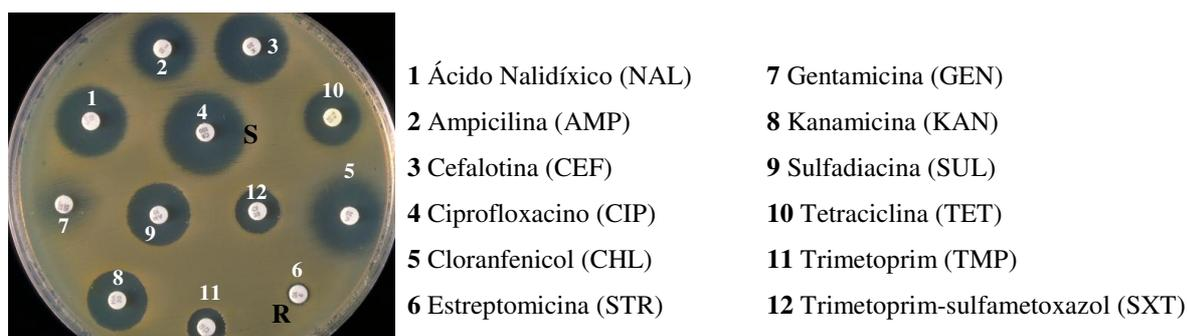 3
2
1
10
4
S
5
12
7
9
8
6
11
R
1 Ácido Nalidíxico (NAL)
2 Ampicilina (AMP)
3 Cefalotina (CEF)
4 Ciprofloxacino (CIP)
5 Cloranfenicol (CHL)
6 Estreptomicina (STR)
7 Gentamicina (GEN)
8 Kanamicina (KAN)
9 Sulfadiacina (SUL)
10 Tetraciclina (TET)
11 Trimetoprim (TMP)
12 Trimetoprim-sulfametoxazol (SXT)